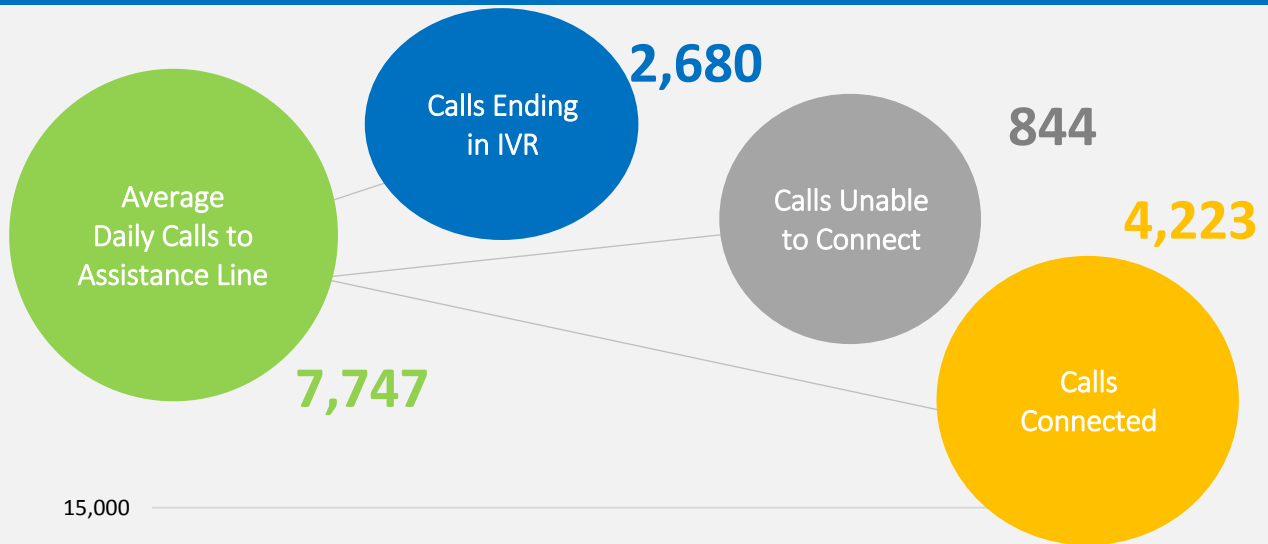 Average
Daily Calls to
Assistance Line
7,747
Calls Ending
in IVR
2,680
Calls Unable
to Connect
844
Calls
Connected
4,223
15,000